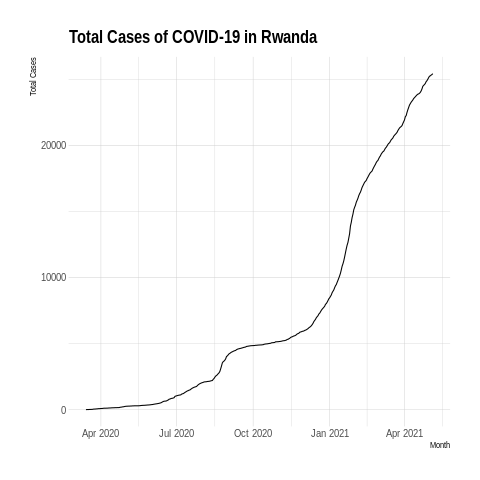 Total Cases of COVID-19 in Rwanda
Total Cases
20000
10000
0
Apr 2020 Jul 2020 Oct 2020 Jan 2021 Apr 2021
Month